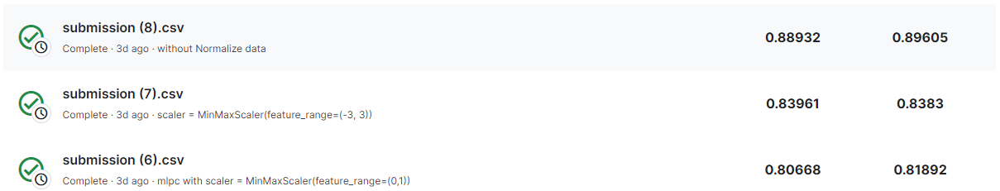 submission (8).csv
Complete · 3d ago · without Normalize data
0.88932
0.89605
submission (7).csv
Complete · 3d ago · scaler = MinMaxScaler(feature_range=(-3, 3))
0.83961
0.8383
submission (6).csv
Complete · 3d ago · mlpc with scaler = MinMaxScaler(feature_range=(0,1))
0.80668
0.81892